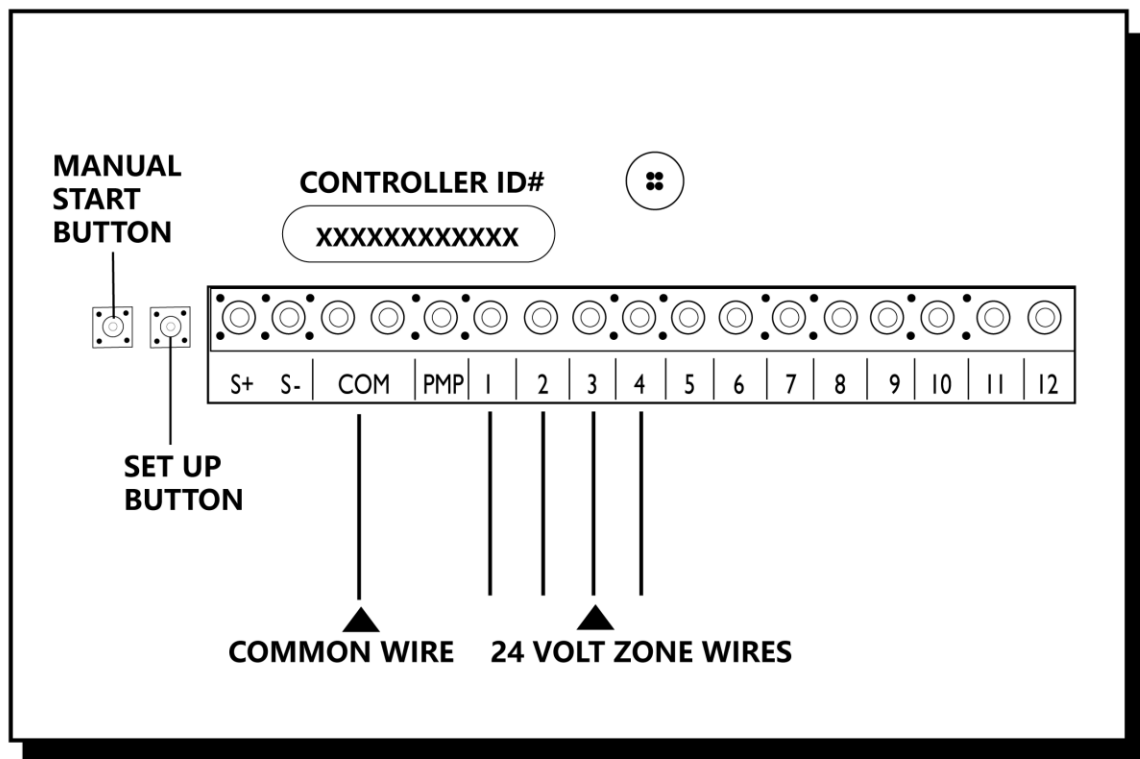 MANUAL
START
BUTTON
CONTROLLER ID#
XXXXXXXXXXXX
S+ S- COM PMP 1 2 3 4 5 6 7 8 9 10 11 12
SET UP
BUTTON
COMMON WIRE
24 VOLT ZONE WIRES